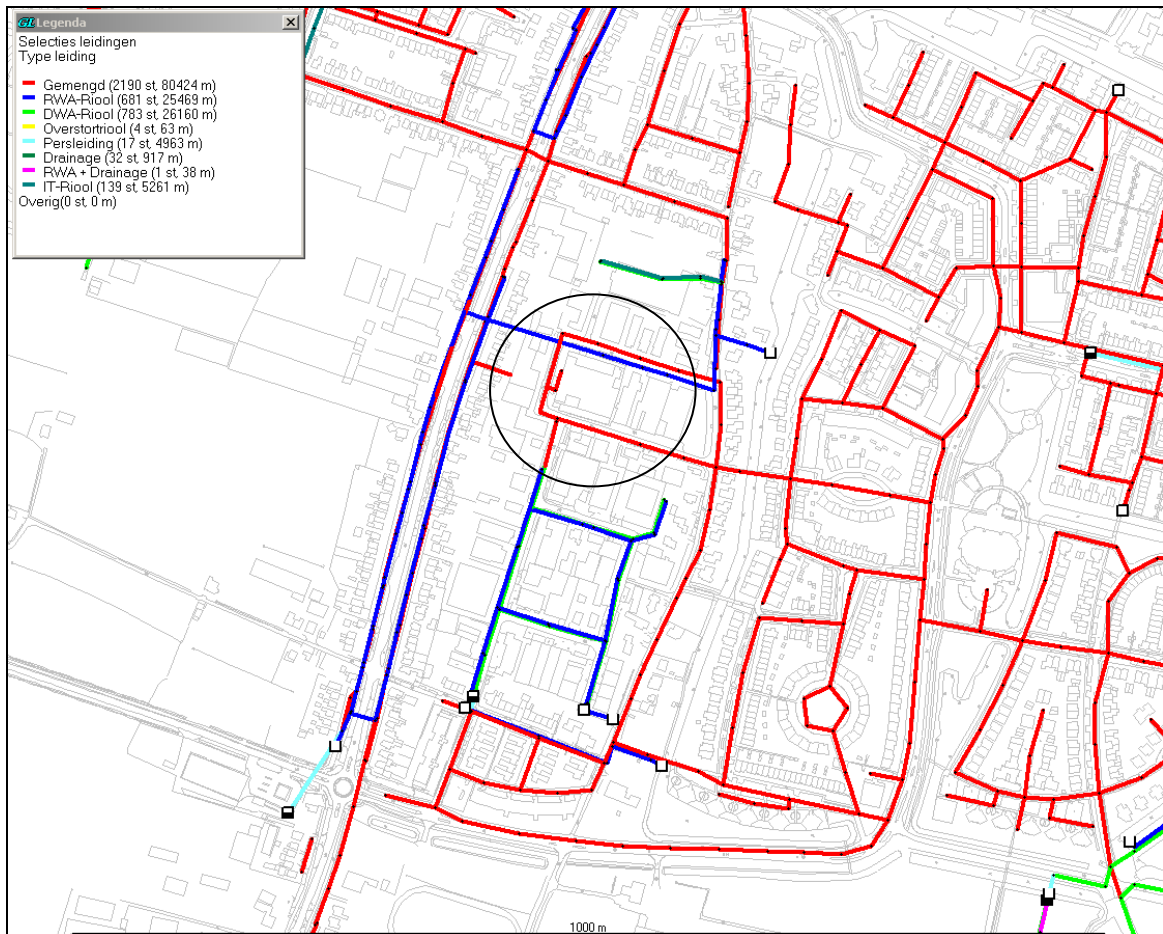 GL Legenda
Selecties leidingen
Type leiding
Gemengd (2190 st, 80424 m)
RWA-Riool (681 st, 25469 m)
DWA-Riool (783 st, 26160 m)
Overstortriool (4 st, 63 m)
Persleiding (17 st, 4963 m)
Drainage (32 st, 917 m)
RWA + Drainage (1 st, 38 m)
IT-Riool (139 st, 5261 m)
Overig(0 st, 0 m)
1000 m